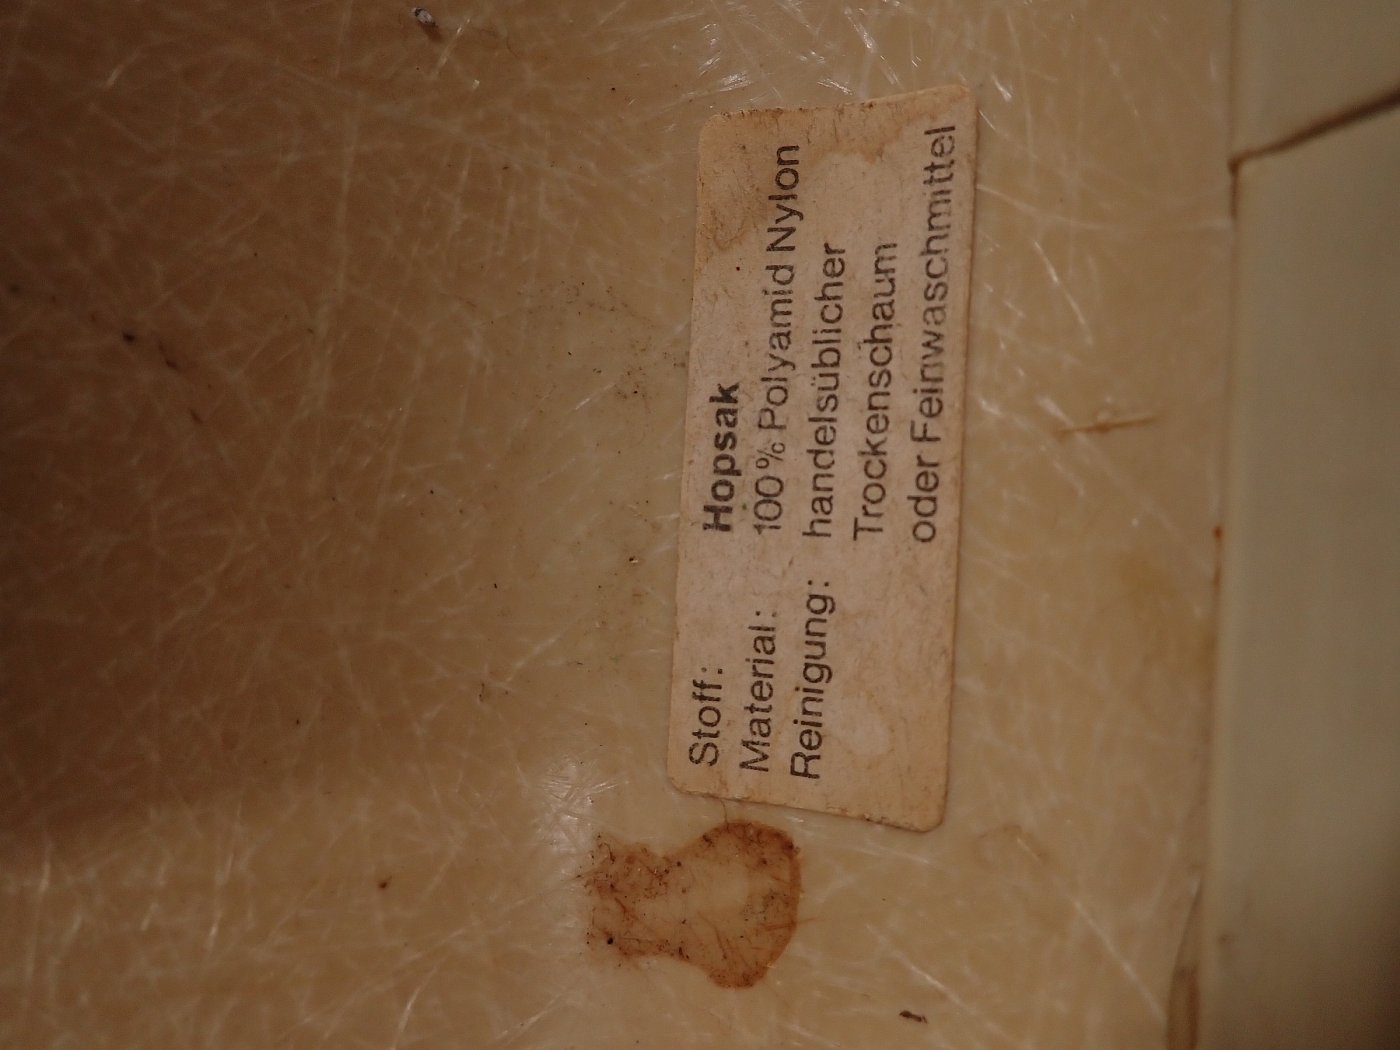 Stoff: Hopsak
Material: 100% Polyamid Nylon
Reinigung: handelsüblicher
Trockenschaum
oder Feinwaschmittel